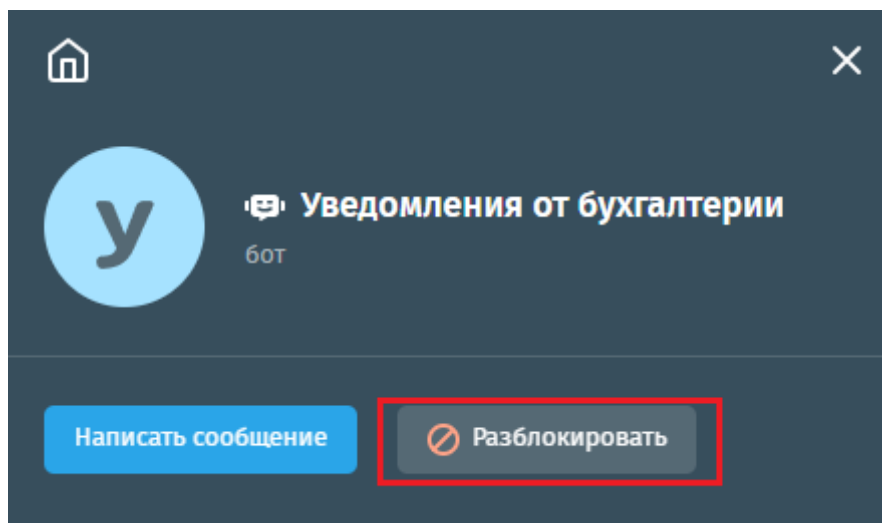 У
Уведомления от бухгалтерии
бот
Написать сообщение
Разблокировать